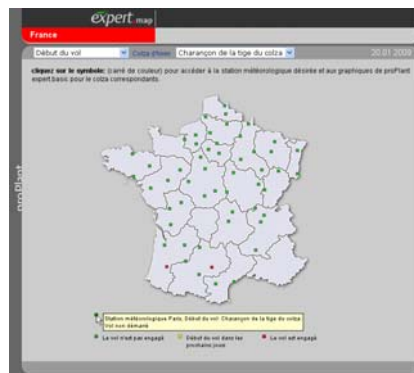 expert map
France
Début du vol Colza d'hiver Charançon de la tige du colza 20.01.2009
cliquez sur le symbole: (carré de couleur) pour accéder à la station météorologique désirée et aux graphiques de proPlant
expert basis pour le colza correspondants.
proPlant
Station météorologique Paris, Début du vol Charançon de la tige du colza
Vol non démarré
Le vol n'est pas engagé Début du vol dans les Le vol est engagé
prochains jours